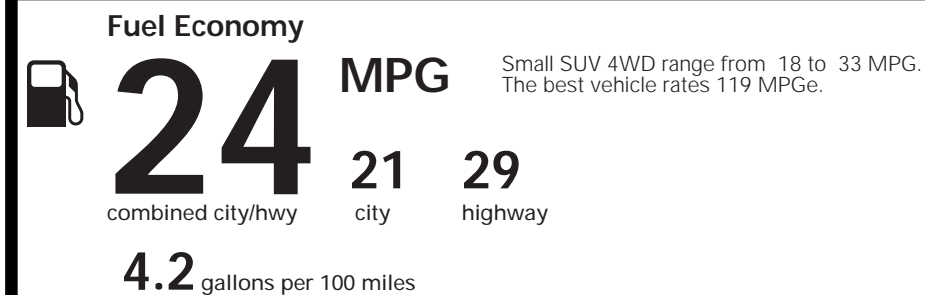 Fuel Economy
24 MPG
Small SUV 4WD range from 18 to 33 MPG.
The best vehicle rates 119 MPGe.
21 29
combined city/hwy city highway
4.2 gallons per 100 miles